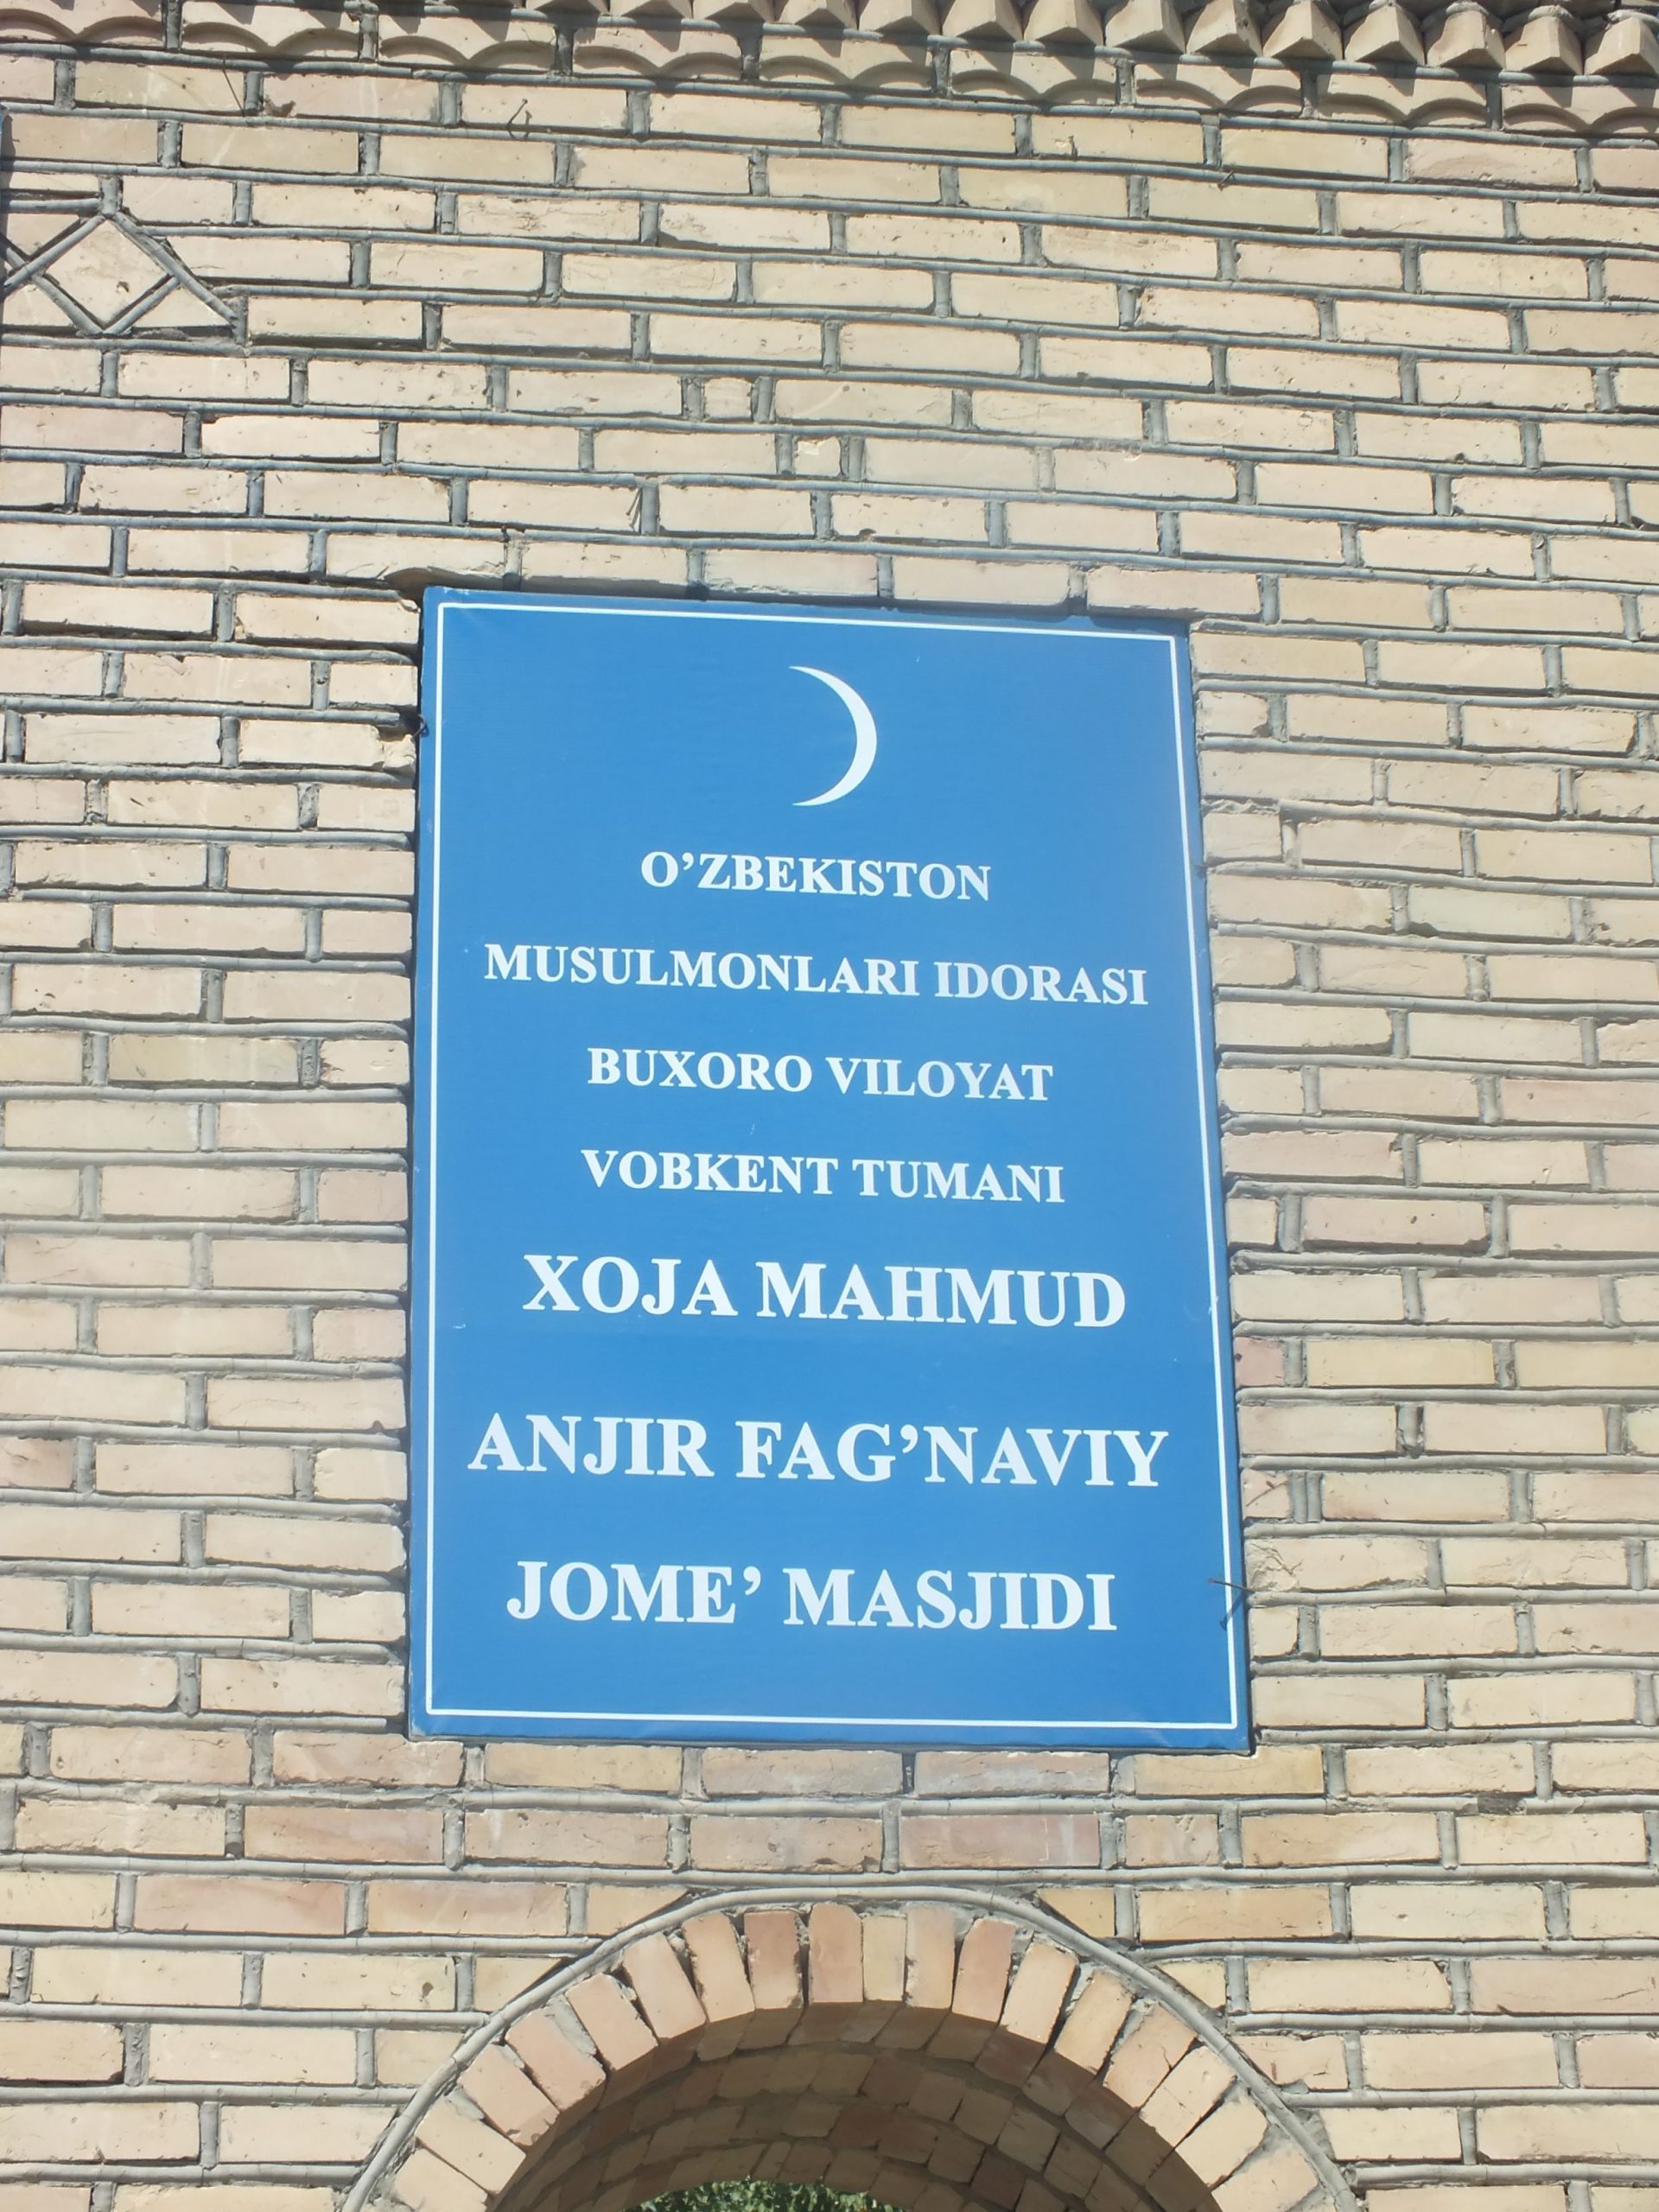 O’ZBEKISTON
MUSULMONLARI IDORASI
BUXORO VILOYAT
VOBKENT TUMANI
XOJA MAHMUD
ANJIR FAG’NAVIY
JOME’ MASJIDI